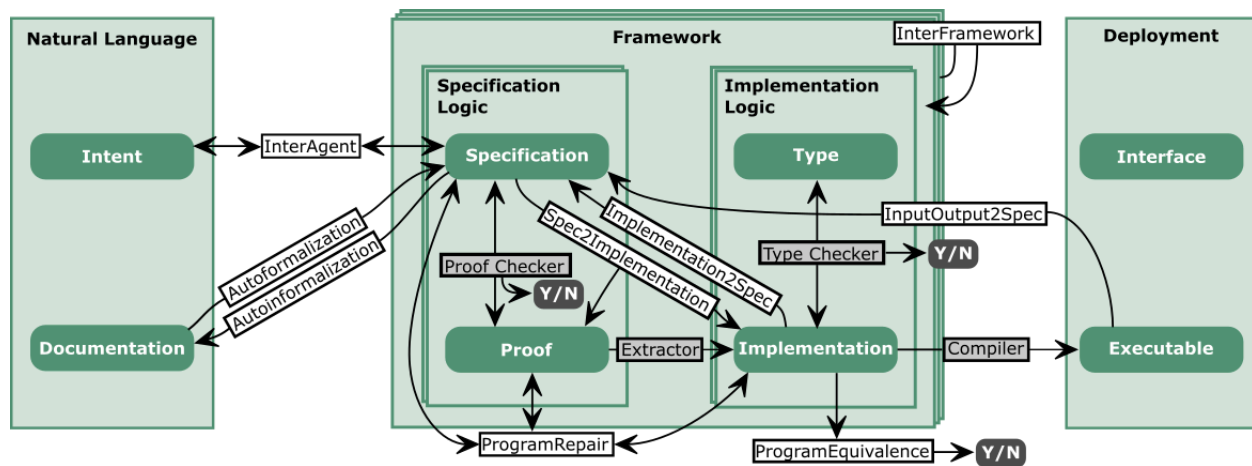 Natural Language
Framework
InterFramework
Deployment
Specification
Logic
Implementation
Logic
Intent
InterAgent
Specification
Type
Interface
Autoformalization
Autoinformalization
Spec2Implementation
Implementation2Spec
InputOutput2Spec
Proof Checker
Y/N
Type Checker
Y/N
Documentation
Proof
Extractor
Implementation
Compiler
Executable
ProgramRepair
ProgramEquivalence
Y/N